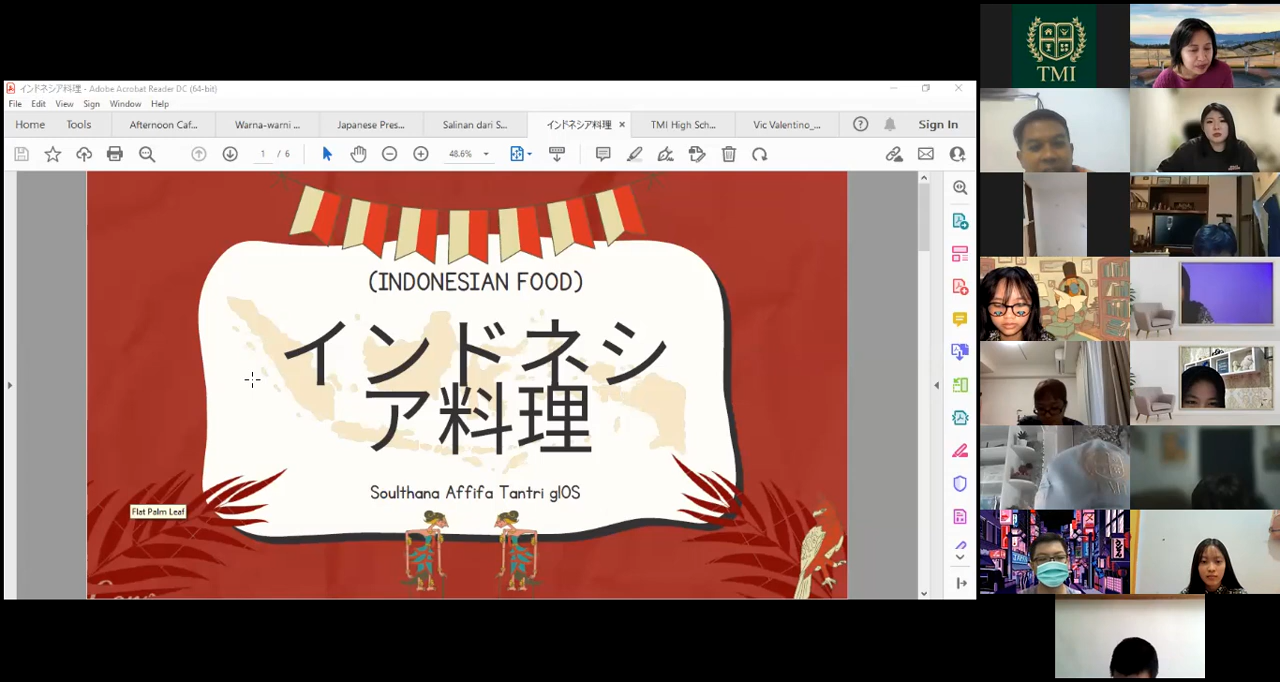 インドネシア料理 - Adobe Acrobat Reader DC (64-bit)
File Edit View Sign Window Help
Home Tools Afternoon Caf... Warna-warni ... Japanese Pres... Salinan dari S... インドネシア料理 × TMI High Sch... Vic Valentino_... Sign In
1 / 6 48.6%
(INDONESIAN FOOD)
インドネシ
ア料理
Soulthana Affifa Tantri g10S
Flat Palm Leaf
TMI